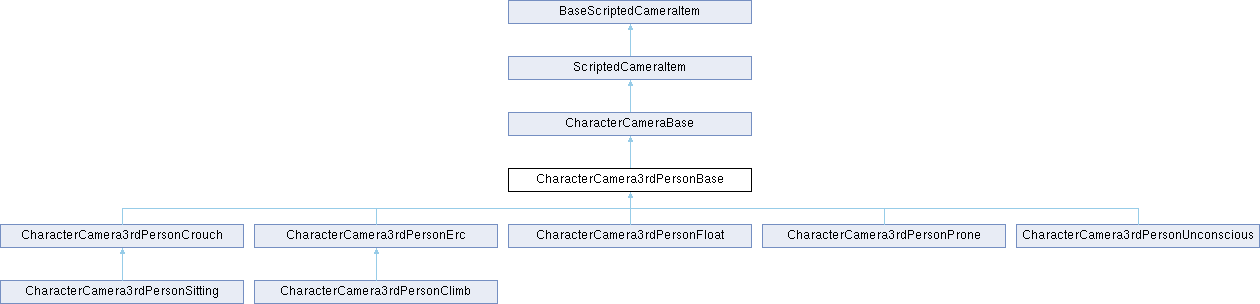 BaseScriptedCameraItem
ScriptedCameraItem
CharacterCameraBase
CharacterCamera3rdPersonBase
CharacterCamera3rdPersonCrouch
CharacterCamera3rdPersonErc
CharacterCamera3rdPersonFloat
CharacterCamera3rdPersonProne
CharacterCamera3rdPersonUnconscious
CharacterCamera3rdPersonSitting
CharacterCamera3rdPersonClimb